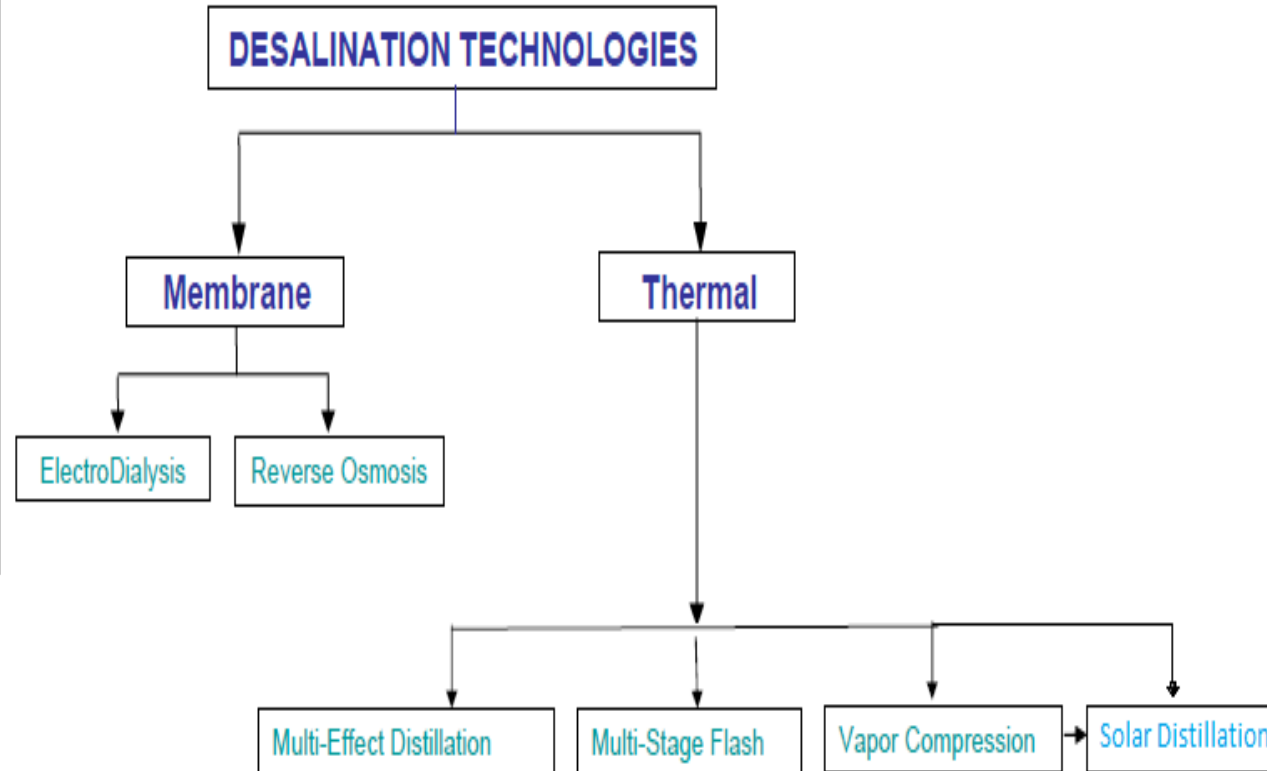 DESALINATION TECHNOLOGIES
Membrane
Thermal
ElectroDialysis
Reverse Osmosis
Multi-Effect Distillation
Multi-Stage Flash
Vapor Compression
Solar Distillation